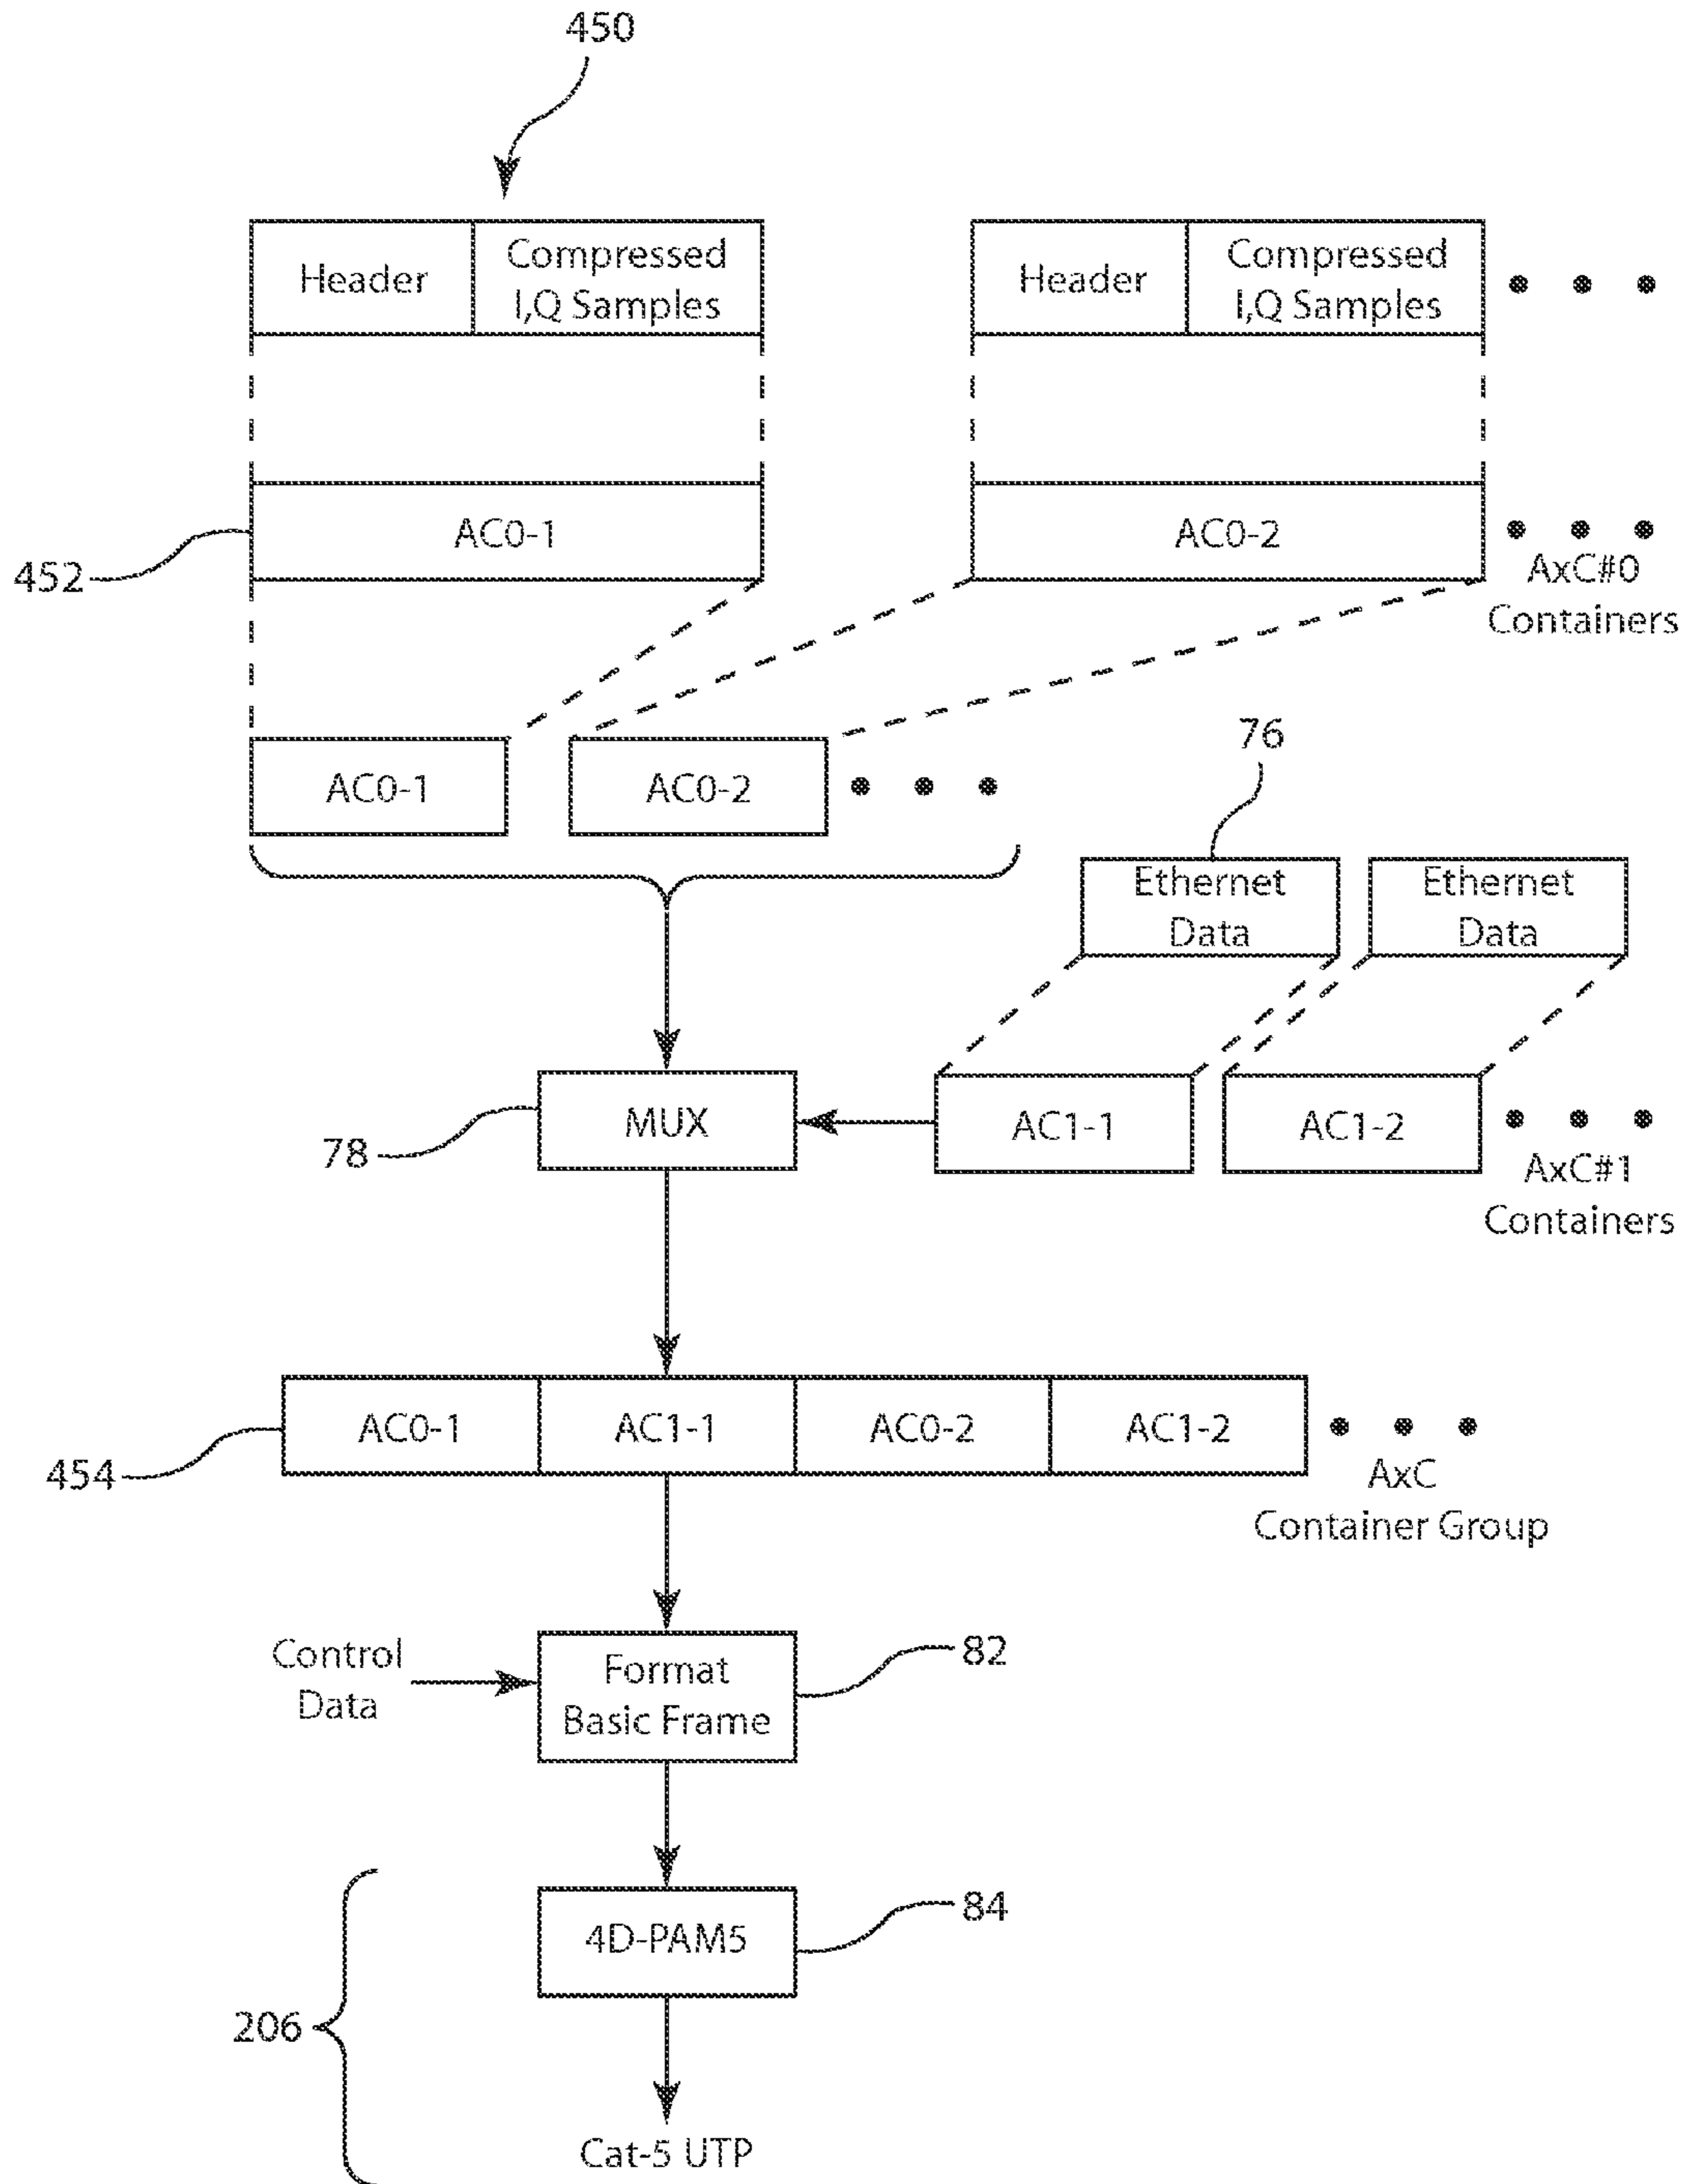 450
Header
Compressed
I,Q Samples
Header
Compressed
I,Q Samples
452
AC0-1
AC0-2
AxC#0
Containers
AC0-1
AC0-2
76
Ethernet
Data
Ethernet
Data
78
MUX
AC1-1
AC1-2
AxC#1
Containers
454
AC0-1
AC1-1
AC0-2
AC1-2
AxC
Container Group
Control
Data
Format
Basic Frame
82
4D-PAM5
84
206
Cat-5 UTP